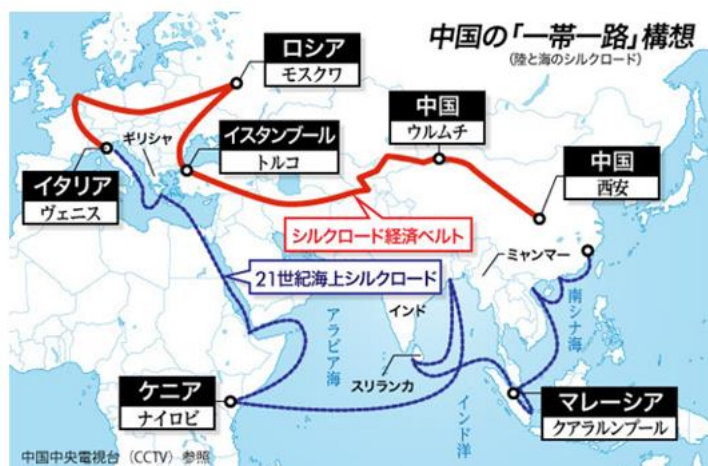 中国の「一帯一路」構想
(陸と海のシルクロード)
ロシア
モスクワ
中国
ウルムチ
ギリシャ
イスタンブール
トルコ
中国
西安
イタリア
ヴェニス
シルクロード経済ベルト
ミャンマー
21世紀海上シルクロード
インド
南シナ海
アラビア海
スリランカ
ケニア
ナイロビ
インド洋
マレーシア
クアラルンプール
中国中央電視台(CCTV)参照